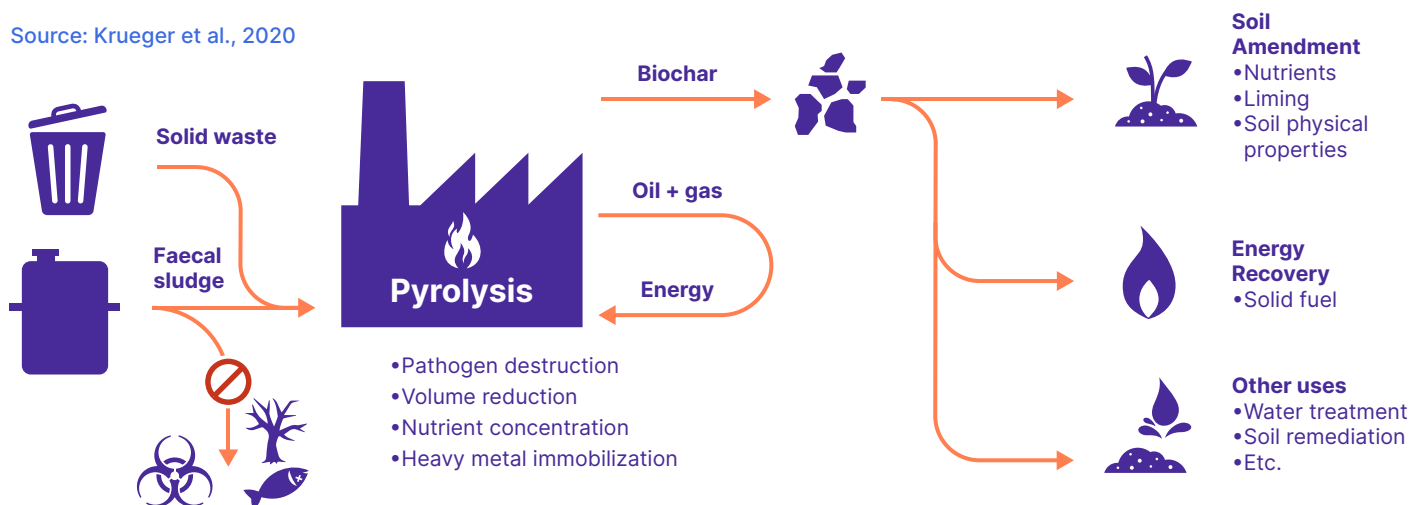 Source: Krueger et al., 2020
Solid waste
Faecal
sludge
Pyrolysis
•Pathogen destruction
•Volume reduction
•Nutrient concentration
•Heavy metal immobilization
Biochar
Oil + gas
Energy
Soil
Amendment
•Nutrients
•Liming
•Soil physical
properties
Energy
Recovery
•Solid fuel
Other uses
•Water treatment
•Soil remediation
•Etc.